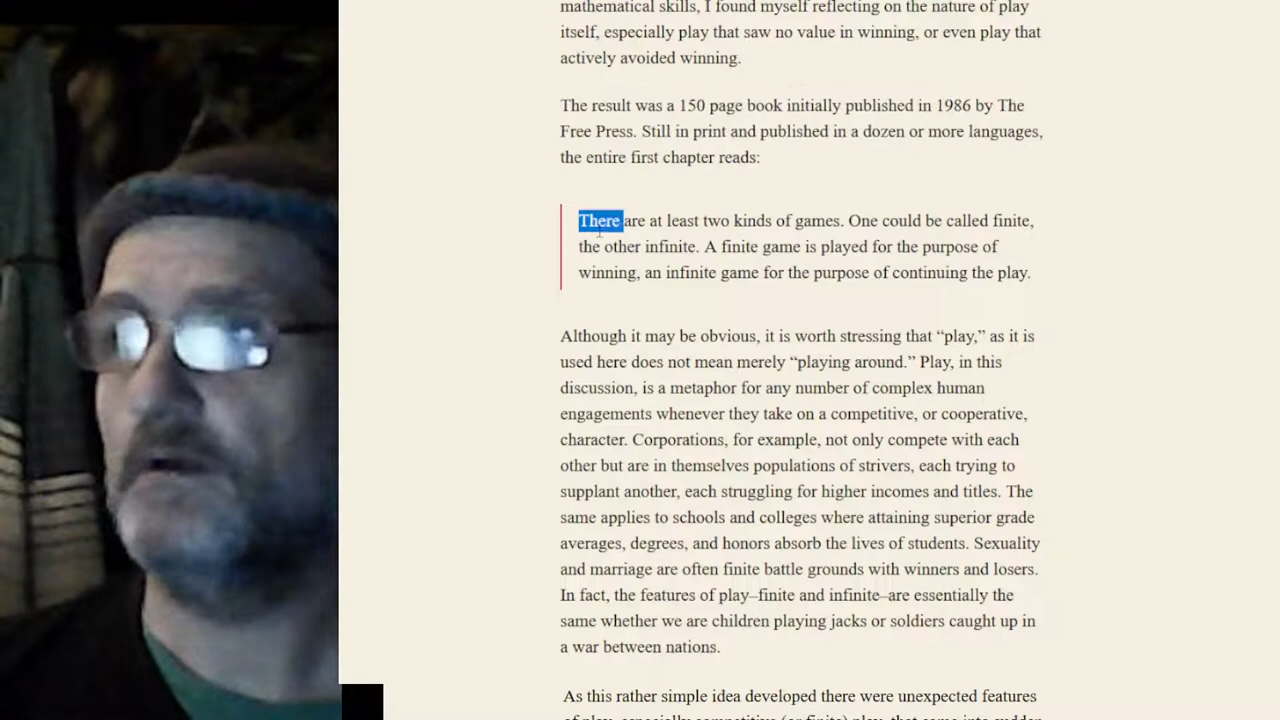 mathematical skills, I found myself reflecting on the nature of play
itself, especially play that saw no value in winning, or even play that
actively avoided winning.
The result was a 150 page book initially published in 1986 by The
Free Press. Still in print and published in a dozen or more languages,
the entire first chapter reads:
There are at least two kinds of games. One could be called finite,
the other infinite. A finite game is played for the purpose of
winning, an infinite game for the purpose of continuing the play.
Although it may be obvious, it is worth stressing that “play,” as it is
used here does not mean merely “playing around.” Play, in this
discussion, is a metaphor for any number of complex human
engagements whenever they take on a competitive, or cooperative,
character. Corporations, for example, not only compete with each
other but are in themselves populations of strivers, each trying to
supplant another, each struggling for higher incomes and titles. The
same applies to schools and colleges where attaining superior grade
averages, degrees, and honors absorb the lives of students. Sexuality
and marriage are often finite battle grounds with winners and losers.
In fact, the features of play–finite and infinite–are essentially the
same whether we are children playing jacks or soldiers caught up in
a war between nations.
As this rather simple idea developed there were unexpected features
of play, especially competitive (or finite) play, that came into sudden